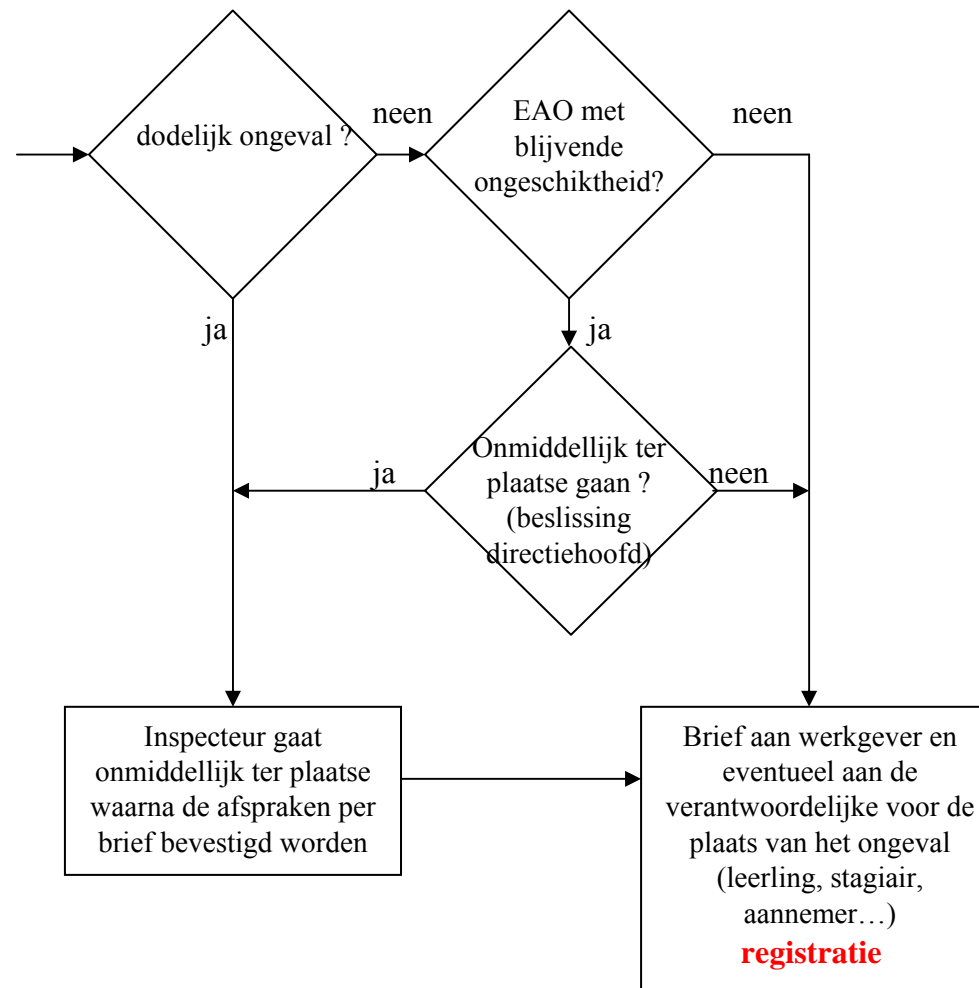 dodelijk ongeval ?
neen
EAO met
blijvende
ongeschiktheid?
neen
ja
ja
Onmiddellijk ter
plaatse gaan ?
(beslissing
directiehoofd)
ja
neen
Inspecteur gaat
onmiddellijk ter plaatse
waarna de afspraken per
brief bevestigd worden
Brief aan werkgever en
eventueel aan de
verantwoordelijke voor de
plaats van het ongeval
(leerling, stagiair,
aannemer…)
registratie